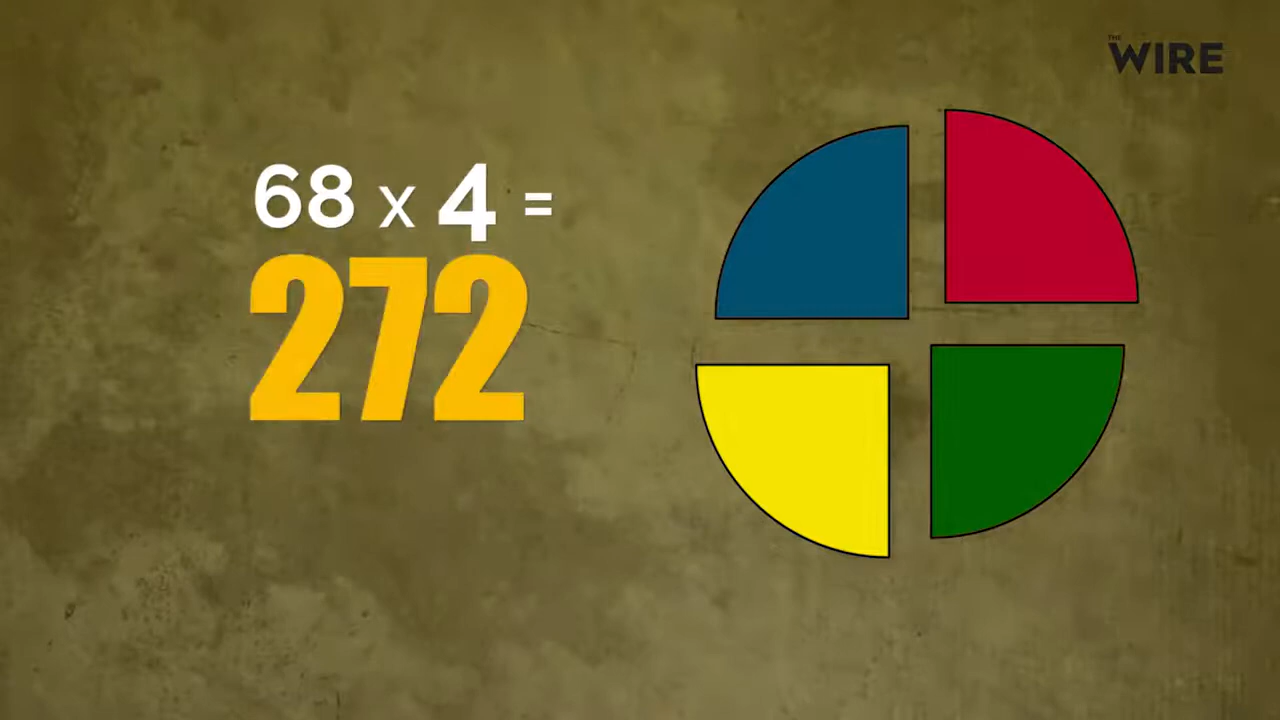 THE
WIRE
68 x 4 =
272